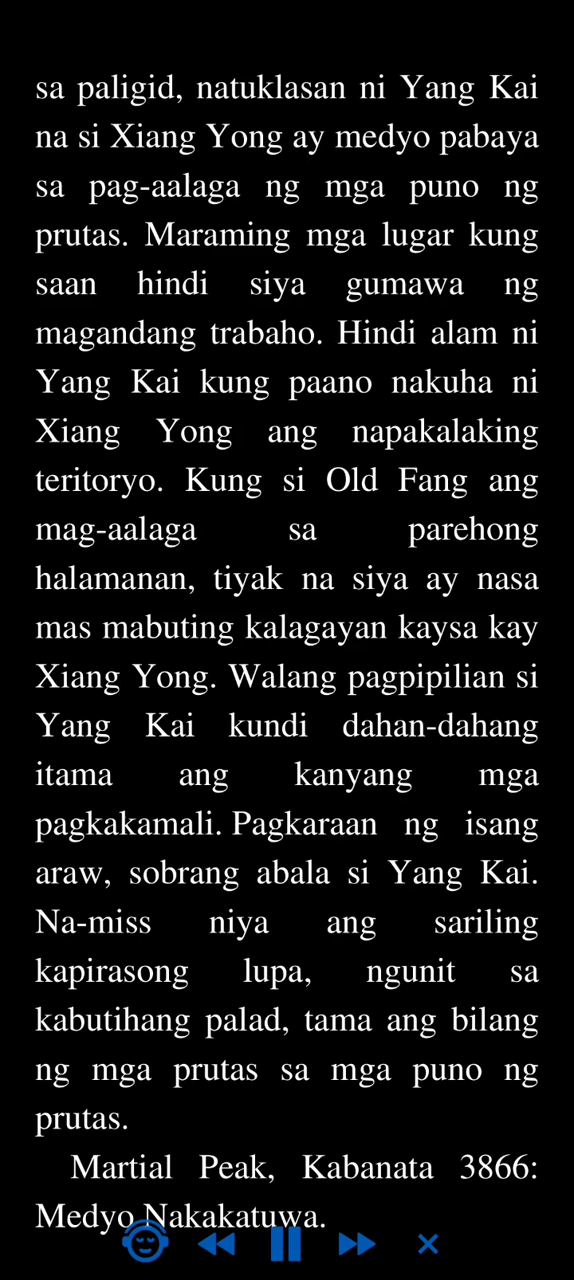 sa paligid, natuklasan ni Yang Kai
na si Xiang Yong ay medyo pabaya
sa pag-aalaga ng mga puno ng
prutas. Maraming mga lugar kung
saan hindi siya gumawa ng
magandang trabaho. Hindi alam ni
Yang Kai kung paano nakuha ni
Xiang Yong ang napakalaking
teritoryo. Kung si Old Fang ang
mag-aalaga sa parehong
halamanan, tiyak na siya ay nasa
mas mabuting kalagayan kaysa kay
Xiang Yong. Walang pagpipilian si
Yang Kai kundi dahan-dahang
itama ang kanyang mga
pagkakamali. Pagkaraan ng isang
araw, sobrang abala si Yang Kai.
Na-miss niya ang sariling
kapirasong lupa, ngunit sa
kabutihang palad, tama ang bilang
ng mga prutas sa mga puno ng
prutas.
Martial Peak, Kabanata 3866:
Medyo Nakakatuwa.